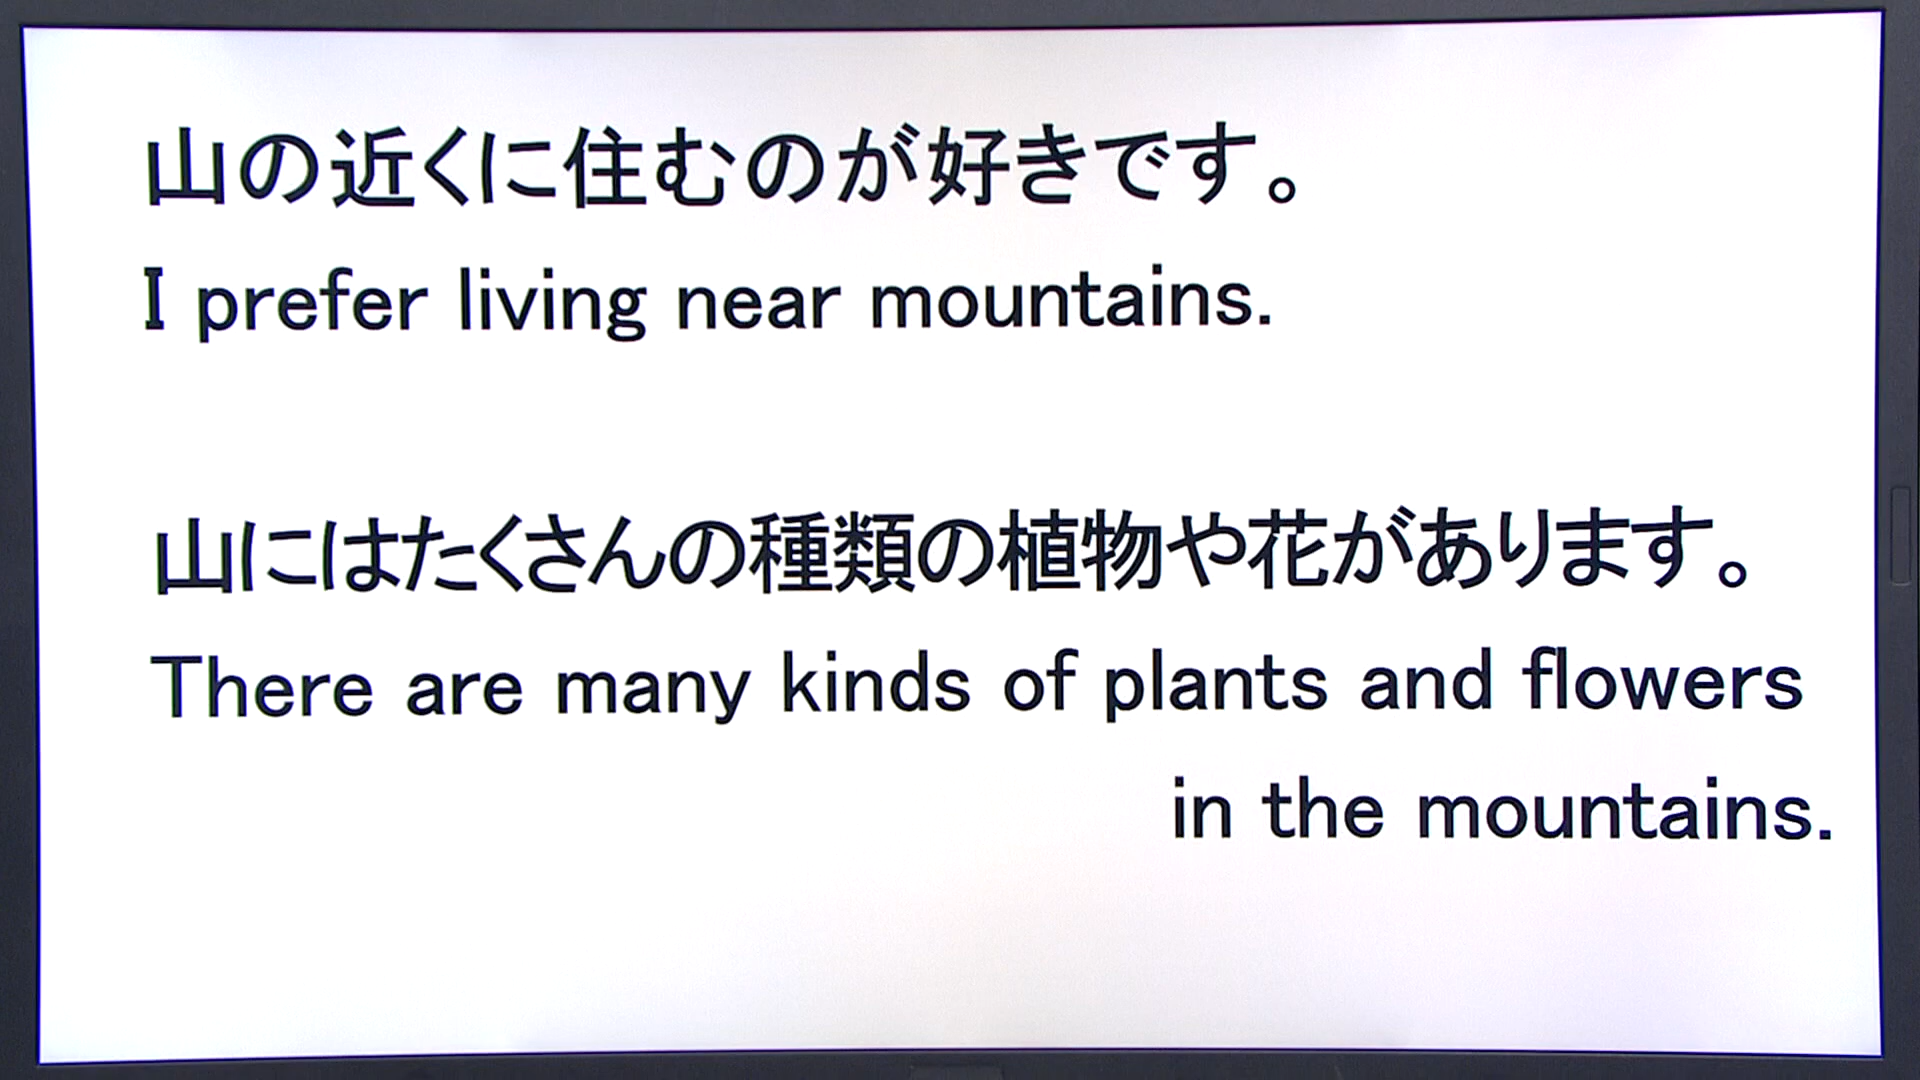 山の近くに住むのが好きです。
I prefer living near mountains.
山にはたくさんの種類の植物や花があります。
There are many kinds of plants and flowers
in the mountains.